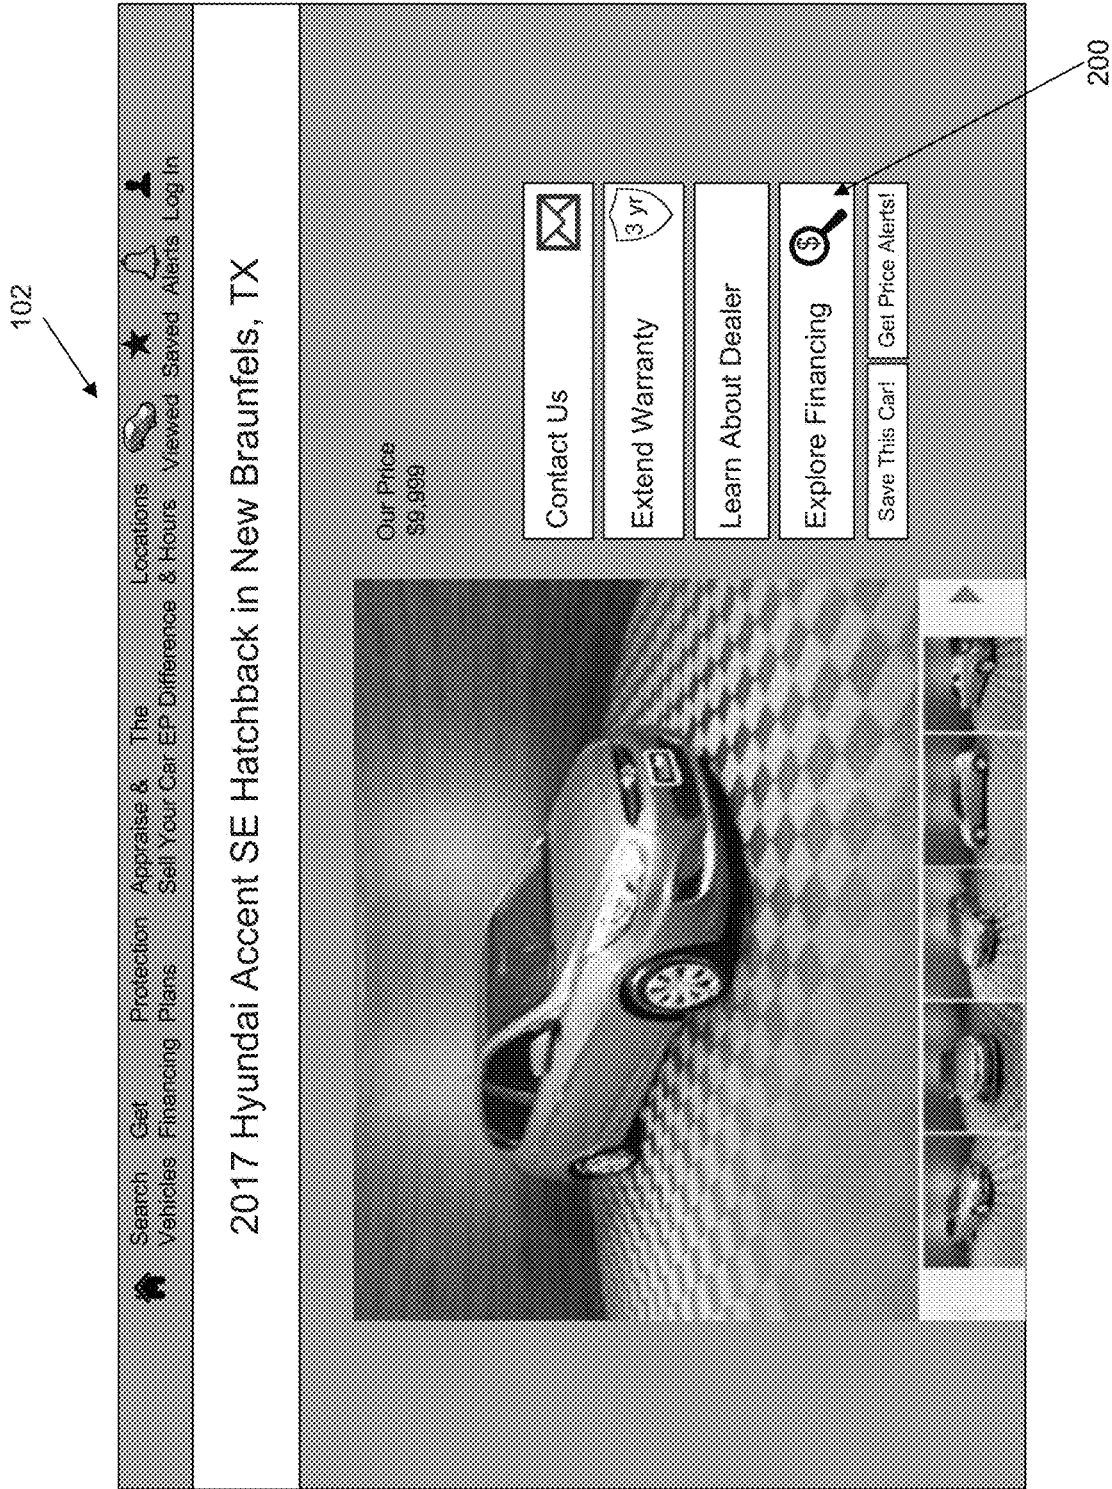 102
Search Get Protection Appraise & The Locations
Vehicles Financing Plans Sell Your Car EP Difference & Hours Viewed Saved Alerts Log In
2017 Hyundai Accent SE Hatchback in New Braunfels, TX
Our Price
$9,998
Contact Us
Extend Warranty 3 yr
Learn About Dealer
Explore Financing $
Save This Car! Get Price Alerts!
200